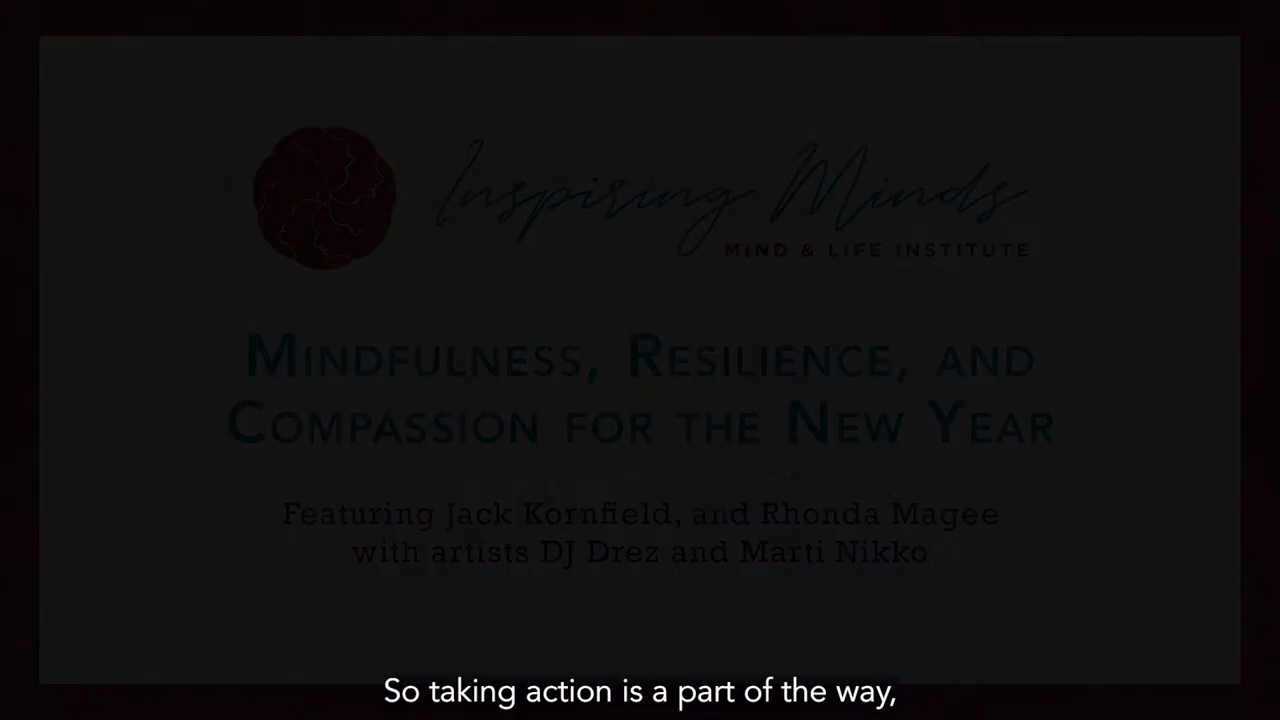 Inspiring Minds
MIND & LIFE INSTITUTE
MINDFULNESS, RESILIENCE, AND
COMPASSION FOR THE NEW YEAR
Featuring Jack Kornfield, and Rhonda Magee
with artists DJ Drez and Marti Nikko
So taking action is a part of the way,